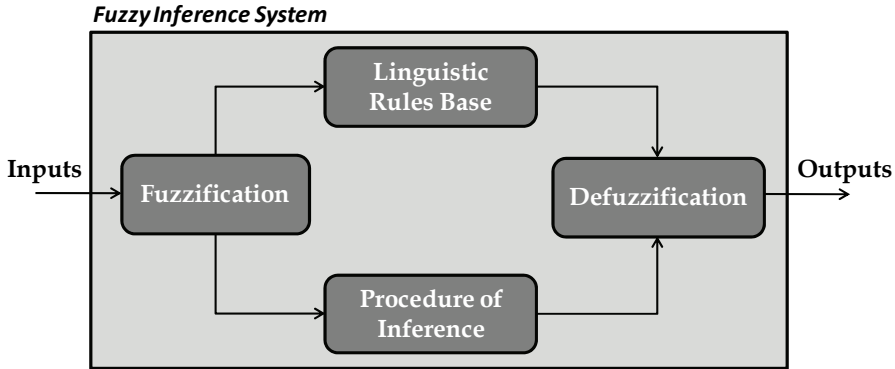 Fuzzy Inference System
Linguistic
Rules Base
Inputs
Fuzzification
Defuzzification
Outputs
Procedure of
Inference